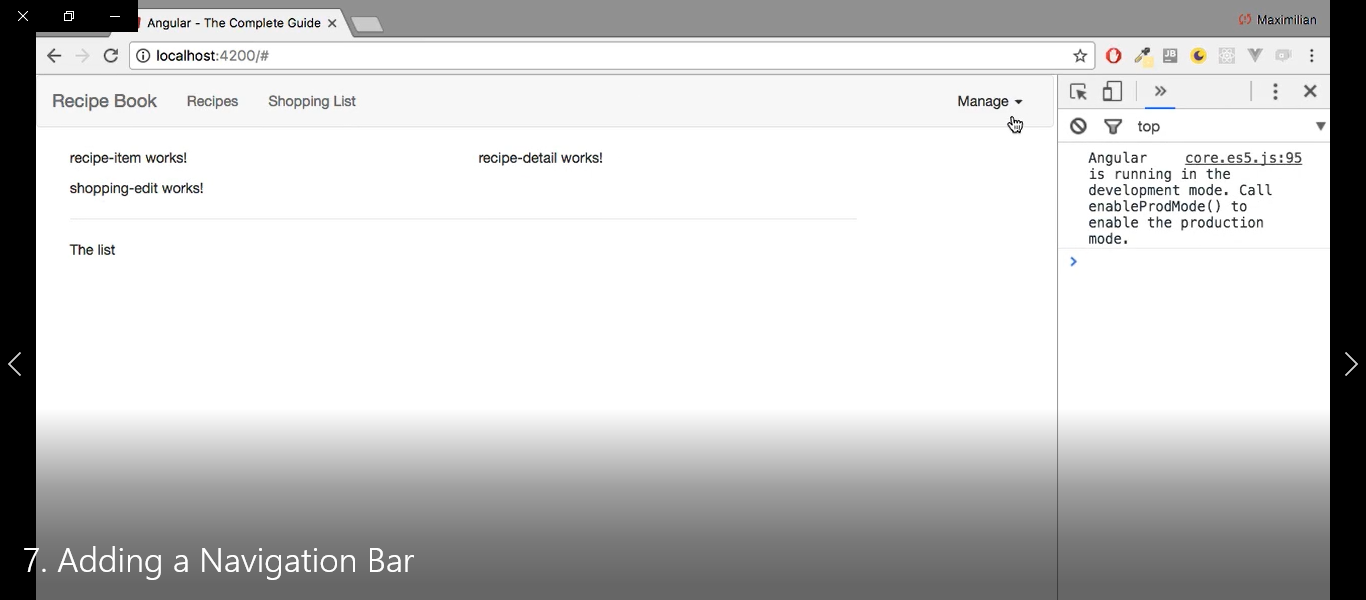 Angular - The Complete Guide
Maximilian
localhost:4200/#
Recipe Book Recipes Shopping List Manage
top
recipe-item works! recipe-detail works!
shopping-edit works!
The list
Angular core.es5.js:95
is running in the
development mode. Call
enableProdMode() to
enable the production
mode.
7. Adding a Navigation Bar